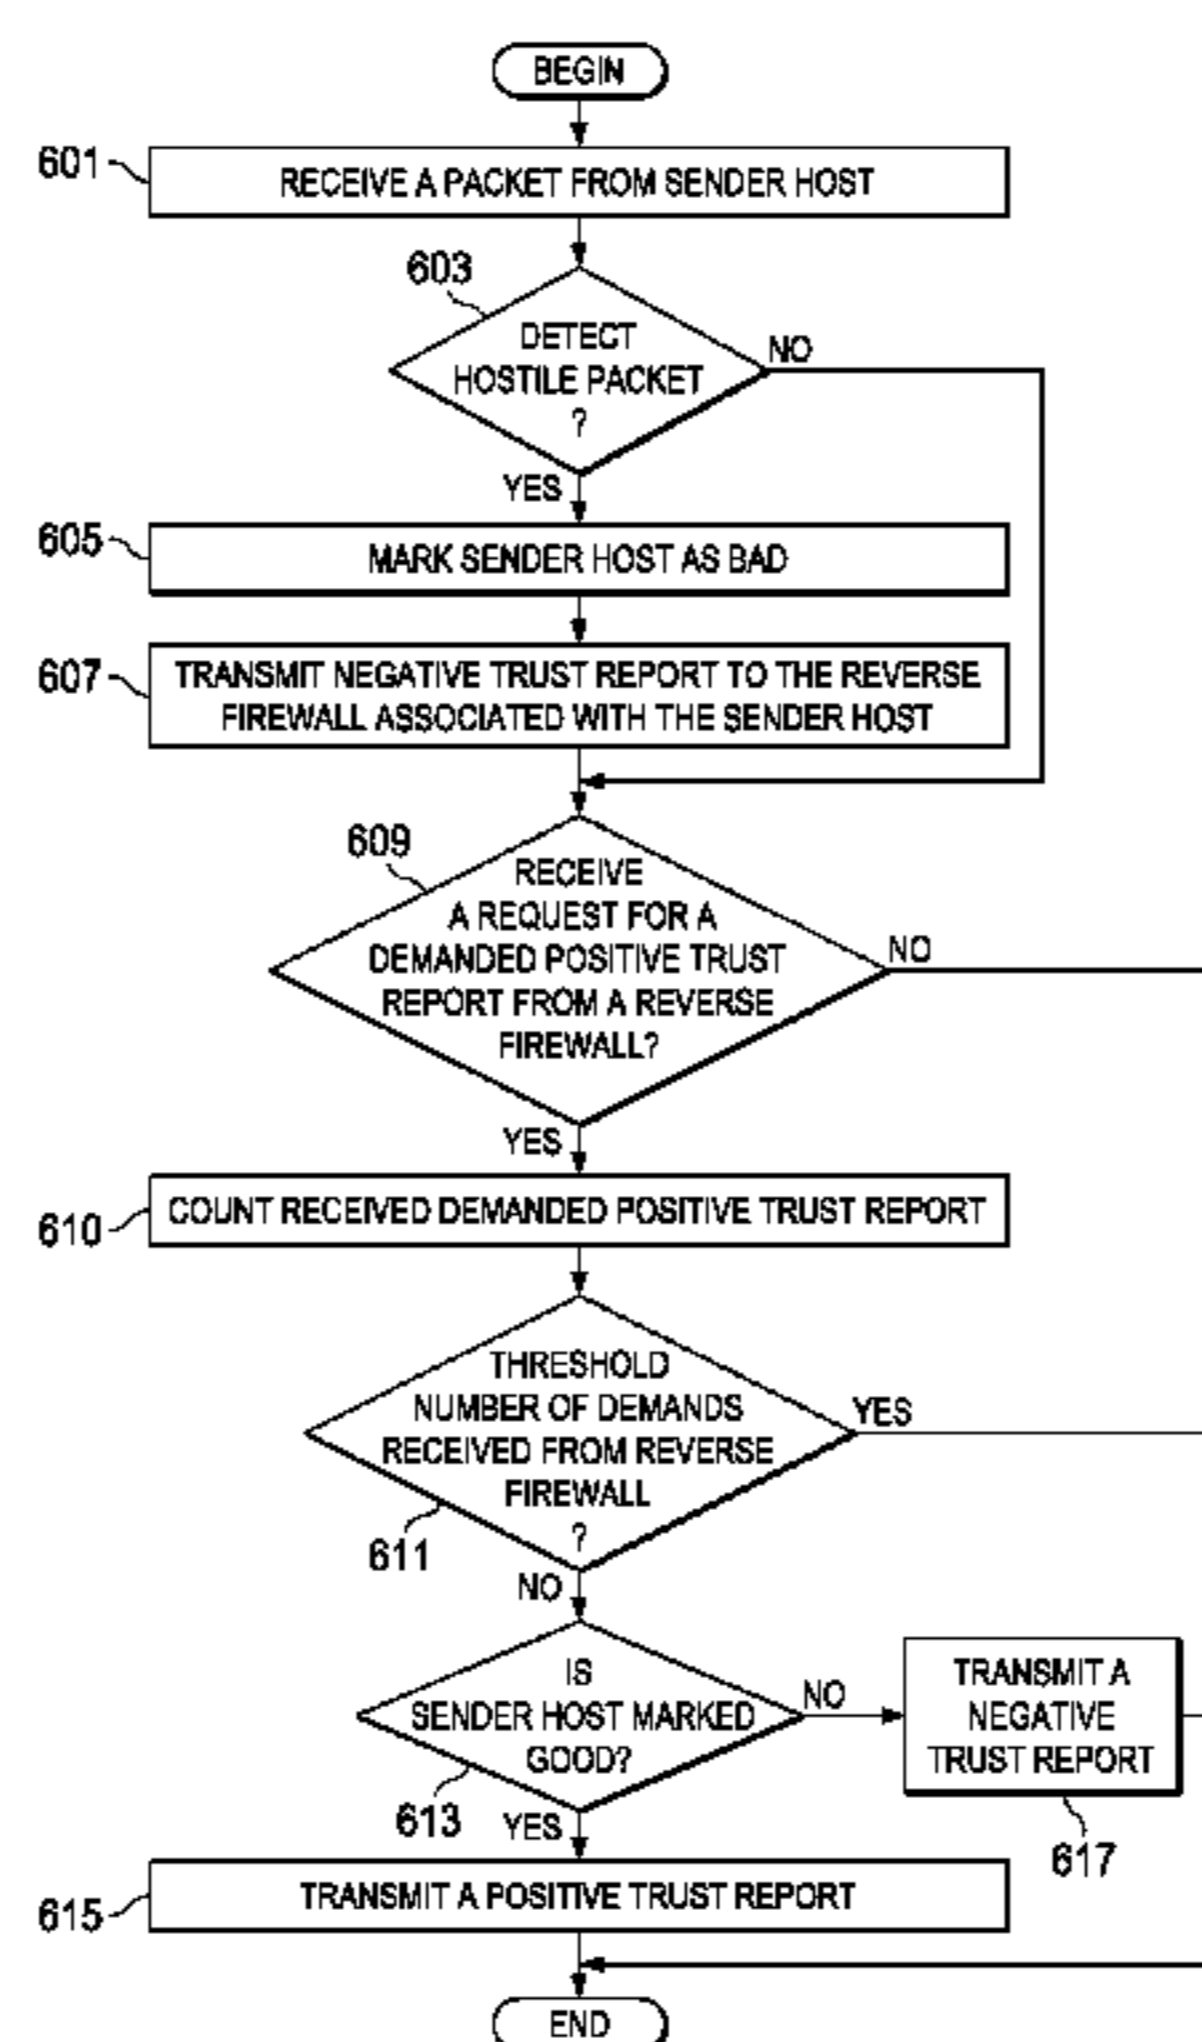 BEGIN
601
RECEIVE A PACKET FROM SENDER HOST
603
DETECT
HOSTILE PACKET
?
NO
YES
605
MARK SENDER HOST AS BAD
607
TRANSMIT NEGATIVE TRUST REPORT TO THE REVERSE
FIREWALL ASSOCIATED WITH THE SENDER HOST
609
RECEIVE
A REQUEST FOR A
DEMANDED POSITIVE TRUST
REPORT FROM A REVERSE
FIREWALL?
NO
YES
610
COUNT RECEIVED DEMANDED POSITIVE TRUST REPORT
THRESHOLD
NUMBER OF DEMANDS
RECEIVED FROM REVERSE
FIREWALL
?
YES
611
NO
IS
SENDER HOST MARKED
GOOD?
NO
TRANSMIT A
NEGATIVE
TRUST REPORT
613
YES
617
615
TRANSMIT A POSITIVE TRUST REPORT
END